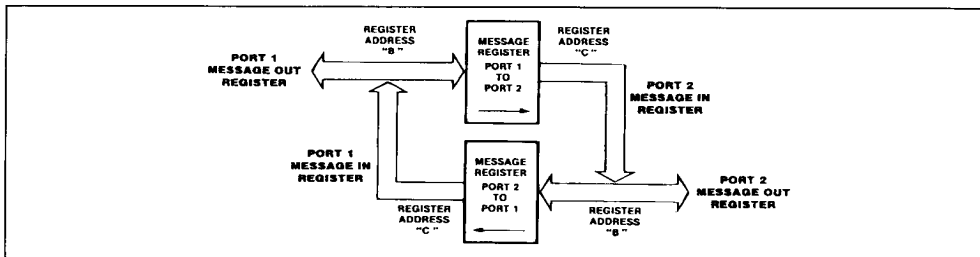 REGISTER
ADDRESS
"B"
PORT 1
MESSAGE OUT
REGISTER
MESSAGE
REGISTER
PORT 1
TO
PORT 2
REGISTER
ADDRESS
"C"
PORT 2
MESSAGE IN
REGISTER
PORT 1
MESSAGE IN
REGISTER
MESSAGE
REGISTER
PORT 2
TO
PORT 1
REGISTER
ADDRESS
"C"
REGISTER
ADDRESS
"B"
PORT 2
MESSAGE OUT
REGISTER